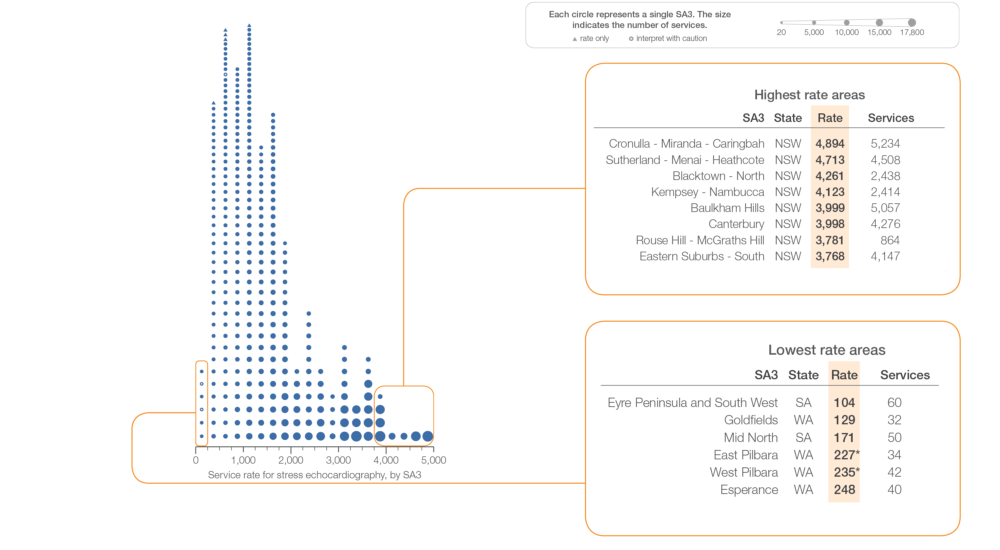 Each circle represents a single SA3. The size
indicates the number of services.
rate only interpret with caution
20 5,000 10,000 15,000 17,800
Highest rate areas
SA3 State Rate Services
Cronulla - Miranda - Caringbah NSW 4,894 5,234
Sutherland - Menai - Heathcote NSW 4,713 4,508
Blacktown - North NSW 4,261 2,438
Kempsey - Nambucca NSW 4,123 2,414
Baulkham Hills NSW 3,999 5,057
Canterbury NSW 3,998 4,276
Rouse Hill - McGraths Hill NSW 3,781 864
Eastern Suburbs - South NSW 3,768 4,147
Lowest rate areas
SA3 State Rate Services
Eyre Peninsula and South West SA 104 60
Goldfields WA 129 32
Mid North SA 171 50
East Pilbara WA 227* 34
West Pilbara WA 235* 42
Esperance WA 248 40
0 1,000 2,000 3,000 4,000 5,000
Service rate for stress echocardiography, by SA3